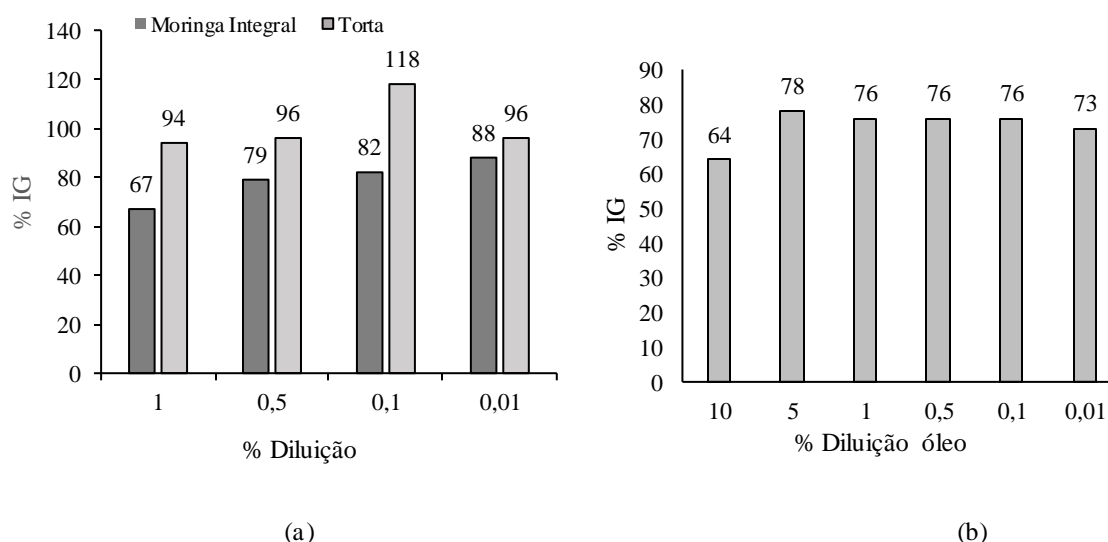 Moringa Integral Torta
140
120
100
80
60
40
20
0
% IG
67 94 79 96 82 118 88 96
1 0,5 0,1 0,01
% Diluição
(a)
90
80
70
60
50
40
30
20
10
0
% IG
64 78 76 76 76 73
10 5 1 0,5 0,1 0,01
% Diluição óleo
(b)